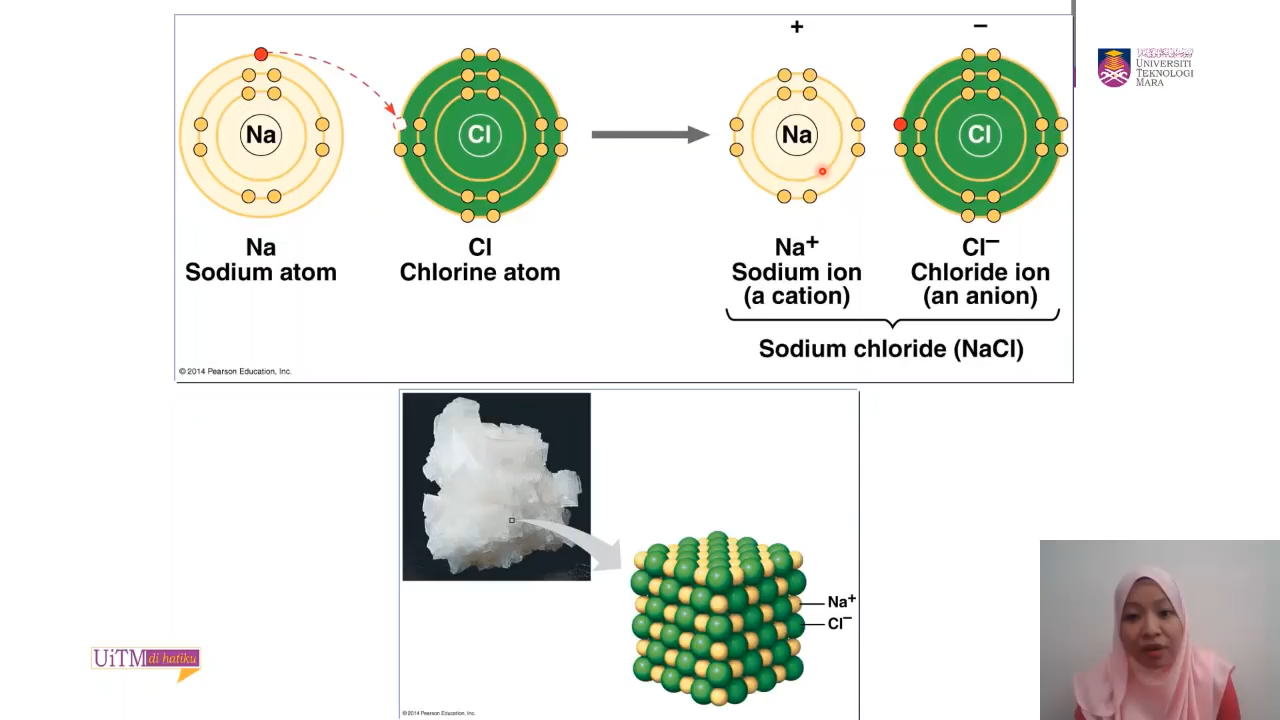 +
–
Na
Cl
Na
Cl
Na
Sodium atom
Cl
Chlorine atom
Na+
Sodium ion
(a cation)
Cl–
Chloride ion
(an anion)
Sodium chloride (NaCl)
© 2014 Pearson Education, Inc.
UNIVERSITI
TEKNOLOGI
MARA
Na+
Cl–
© 2014 Pearson Education, Inc.
UiTM di hatiku